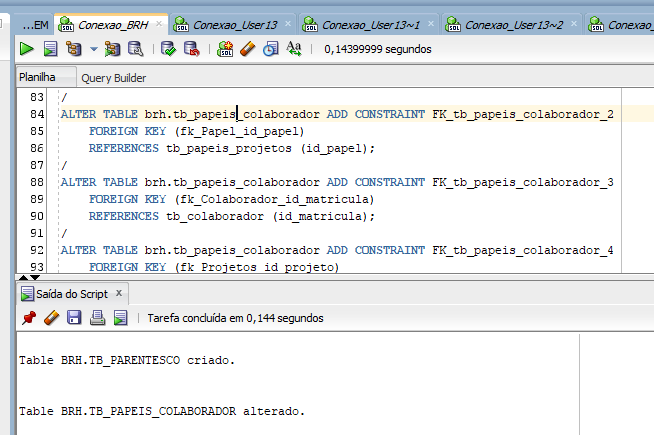 ...EM Conexao_BRH Conexao_User13 Conexao_User13~1 Conexao_User13~2 Conexao_
0,14399999 segundos
Planilha Query Builder
83 /
84 ALTER TABLE brh.tb_papeis_colaborador ADD CONSTRAINT FK_tb_papeis_colaborador_2
85 FOREIGN KEY (fk_Papel_id_papel)
86 REFERENCES tb_papeis_projetos (id_papel);
87 /
88 ALTER TABLE brh.tb_papeis_colaborador ADD CONSTRAINT FK_tb_papeis_colaborador_3
89 FOREIGN KEY (fk_Colaborador_id_matricula)
90 REFERENCES tb_colaborador (id_matricula);
91 /
92 ALTER TABLE brh.tb_papeis_colaborador ADD CONSTRAINT FK_tb_papeis_colaborador_4
93 FOREIGN KEY (fk_Projetos_id_projeto)
Saída do Script x
Tarefa concluída em 0,144 segundos
Table BRH.TB_PARENTESCO criado.
Table BRH.TB_PAPEIS_COLABORADOR alterado.